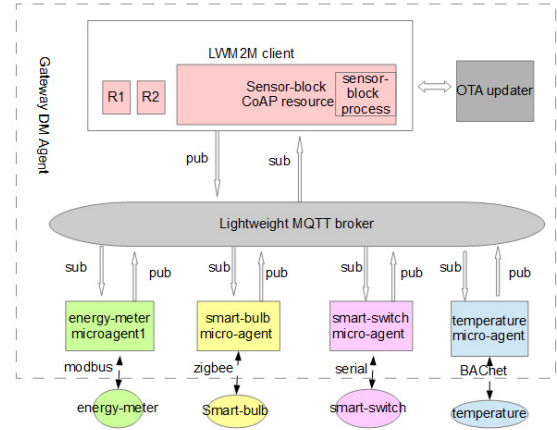 Gateway DM Agent
LWM2M client
R1
R2
Sensor-block
CoAP resource
sensor-
block
process
OTA updater
pub
sub
Lightweight MQTT broker
sub
pub
sub
pub
sub
pub
sub
pub
energy-meter
microagent1
smart-bulb
micro-agent
smart-switch
micro-agent
temperature
micro-agent
modbus
zigbee
serial
BACnet
energy-meter
Smart-bulb
smart-switch
temperature